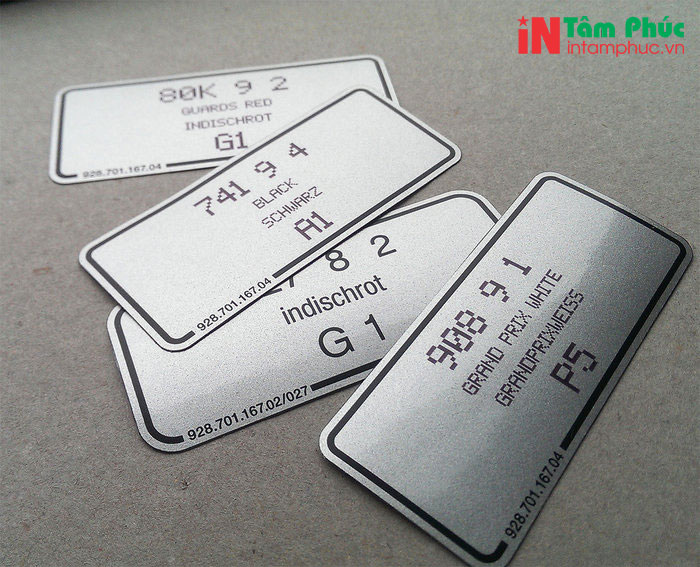 iN Tâm Phúc
intamphuc.vn
80K 9 2
GUARDS RED
INDISCHROT
G1
928.701.167.04
741 9 4
BLACK
SCHWARZ
A1
928.701.167.04
8 2
indischrot
G 1
928.701.167.02/027
908 9 1
GRAND PRIX WHITE
GRANDPRIXWEISS
P5
928.701.167.04